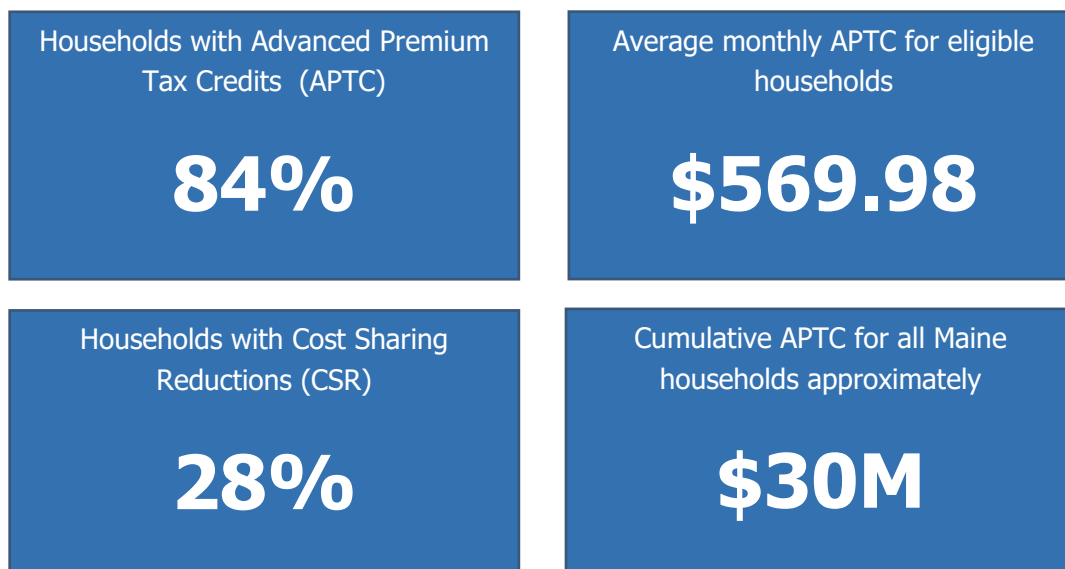 Households with Advanced Premium
Tax Credits  (APTC)
84%
Average monthly APTC for eligible
households
$569.98
Households with Cost Sharing
Reductions (CSR)
28%
Cumulative APTC for all Maine
households approximately
$30M